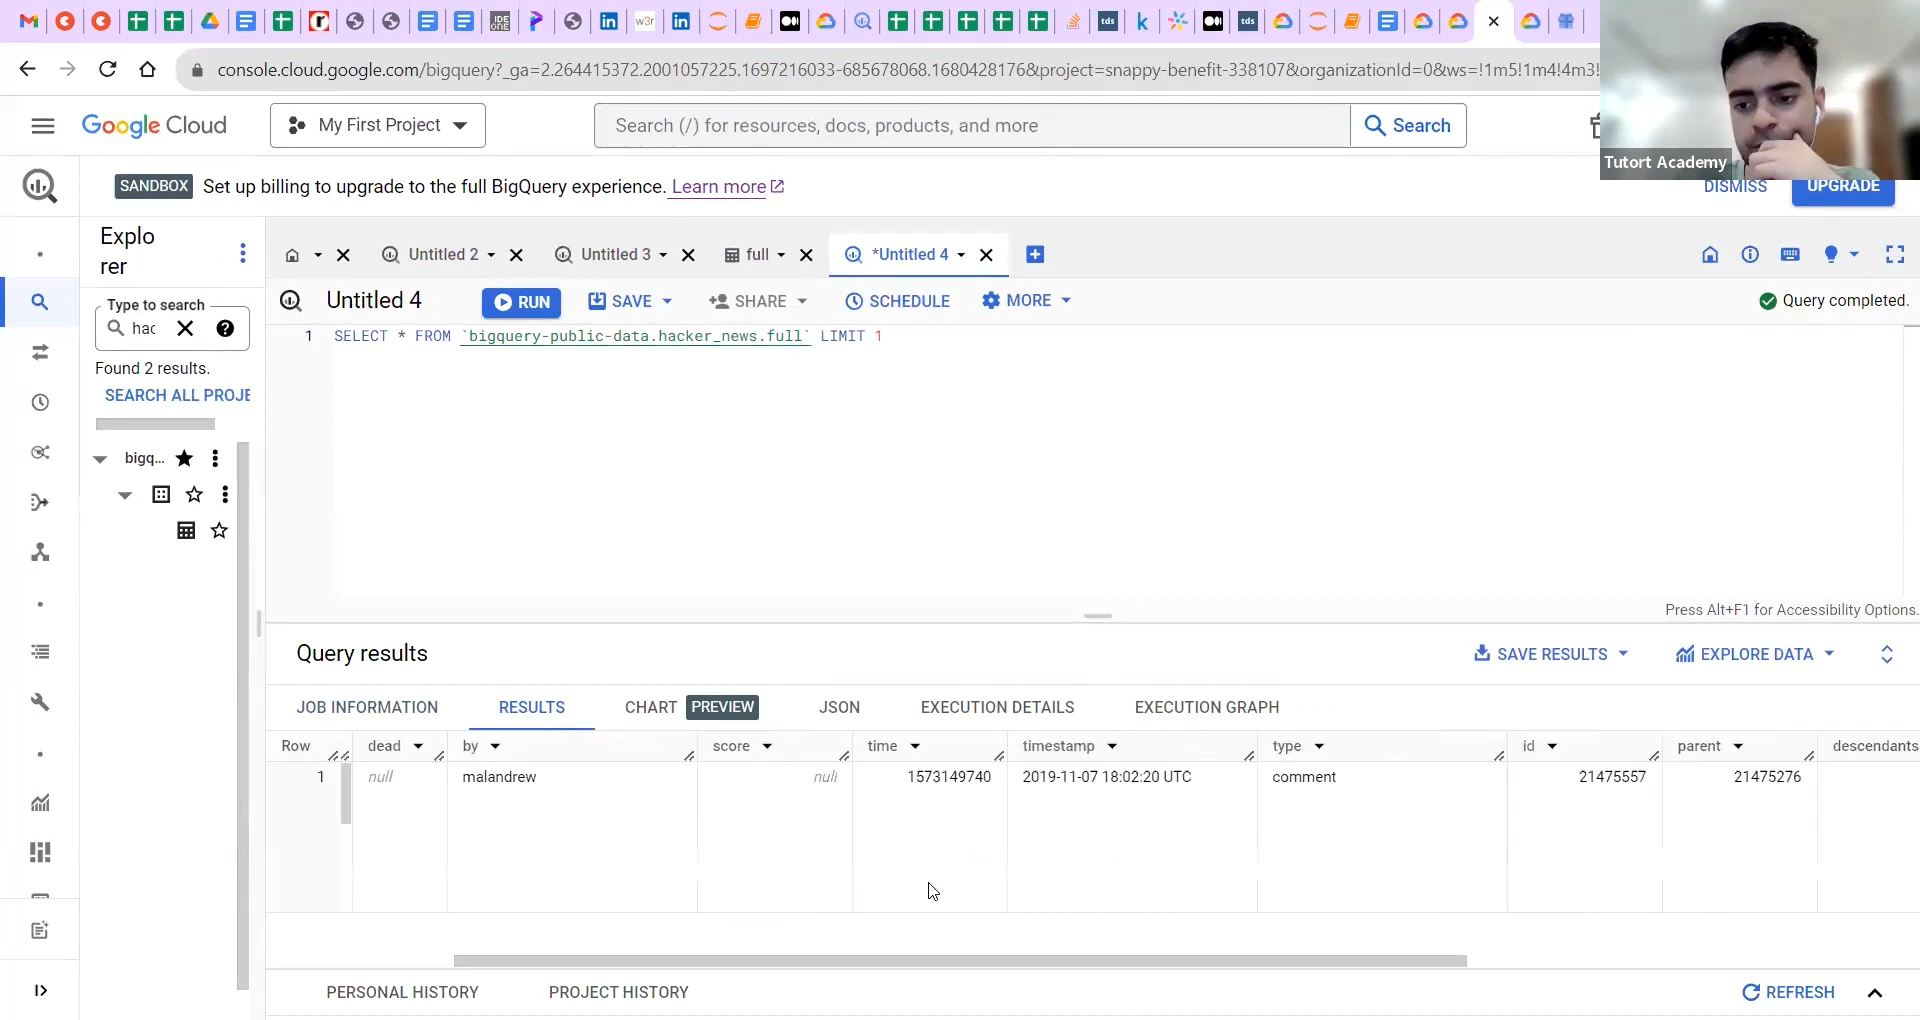 console.cloud.google.com/bigquery?_ga=2.264415372.2001057225.1697216033-685678068.1680428176&project=snappy-benefit-338107&organizationId=0&ws=!1m5!1m4!4m3!
Google Cloud
My First Project
Search (/) for resources, docs, products, and more
Search
Tutort Academy
SANDBOX
Set up billing to upgrade to the full BigQuery experience. Learn more
DISMISS
UPGRADE
Explo
rer
Untitled 2
Untitled 3
full
*Untitled 4
Untitled 4
RUN
SAVE
SHARE
SCHEDULE
MORE
Query completed.
Type to search
hac
Found 2 results.
SEARCH ALL PROJE
bigq...
1 SELECT * FROM `bigquery-public-data.hacker_news.full` LIMIT 1
Press Alt+F1 for Accessibility Options.
Query results
SAVE RESULTS
EXPLORE DATA
JOB INFORMATION
RESULTS
CHART PREVIEW
JSON
EXECUTION DETAILS
EXECUTION GRAPH
Row dead by score time timestamp type id parent descendants
1 null malandrew null 1573149740 2019-11-07 18:02:20 UTC comment 21475557 21475276
PERSONAL HISTORY
PROJECT HISTORY
REFRESH